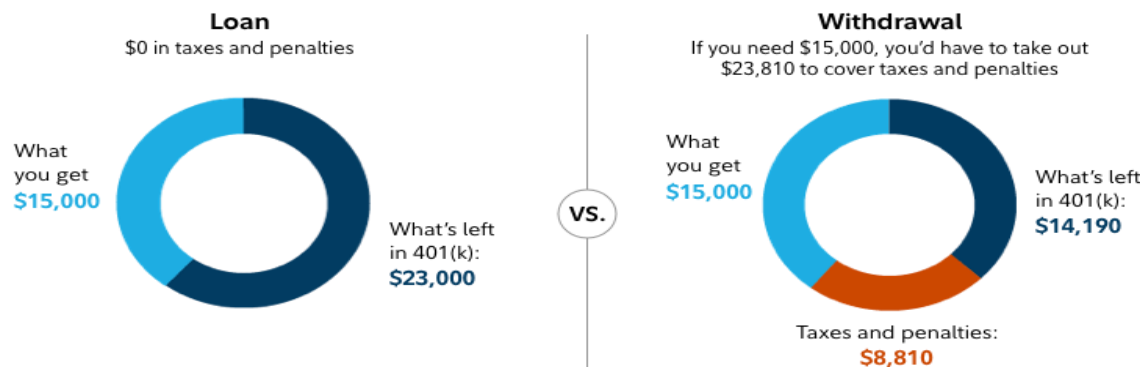 Loan
$0 in taxes and penalties
What
you get
$15,000
What's left
in 401(k):
$23,000
VS.
Withdrawal
If you need $15,000, you'd have to take out
$23,810 to cover taxes and penalties
What
you get
$15,000
What's left
in 401(k):
$14,190
Taxes and penalties:
$8,810